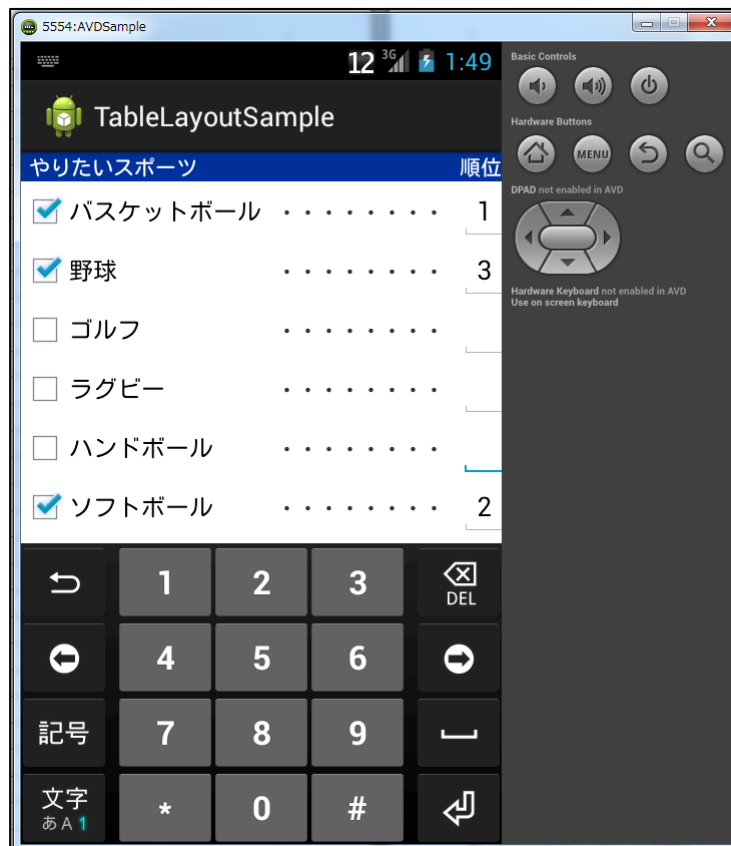 5554:AVDSample
12 3G 1:49
TableLayoutSample
やりたいスポーツ 順位
バスケットボール ・・・・・・・・ 1
野球 ・・・・・・・・ 3
ゴルフ ・・・・・・・・
ラグビー ・・・・・・・・
ハンドボール ・・・・・・・・
ソフトボール ・・・・・・・・ 2
1 2 3 DEL
4 5 6
記号 7 8 9
文字 * 0 #
あA1
Basic Controls
Hardware Buttons
MENU
DPAD not enabled in AVD
Hardware Keyboard not enabled in AVD
Use on screen keyboard